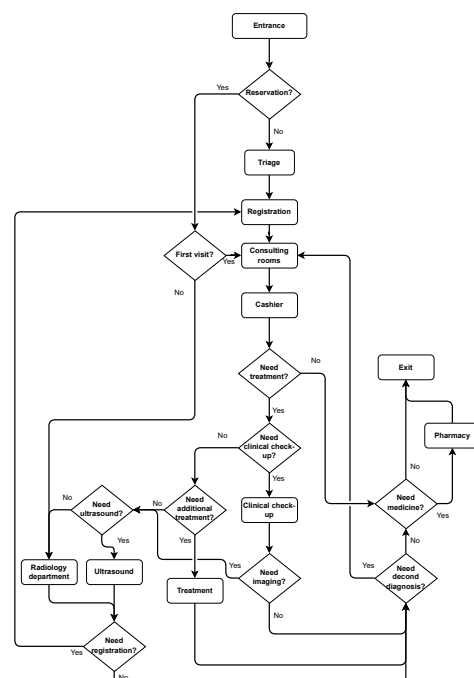 Entrance
Yes
Reservation?
No
Triage
Registration
First visit?
Yes
Consulting
rooms
No
Cashier
Need
treatment?
No
Exit
Yes
No
Need
clinical check-
up?
Pharmacy
Yes
No
No
Need
ultrasound?
No
Need
additional
treatment?
Clinical check-
up
Need
medicine?
Yes
Yes
Yes
No
Radiology
department
Ultrasound
Treatment
Yes
Need
imaging?
Yes
Need
decond
diagnosis?
No
Need
registration?
Yes
No